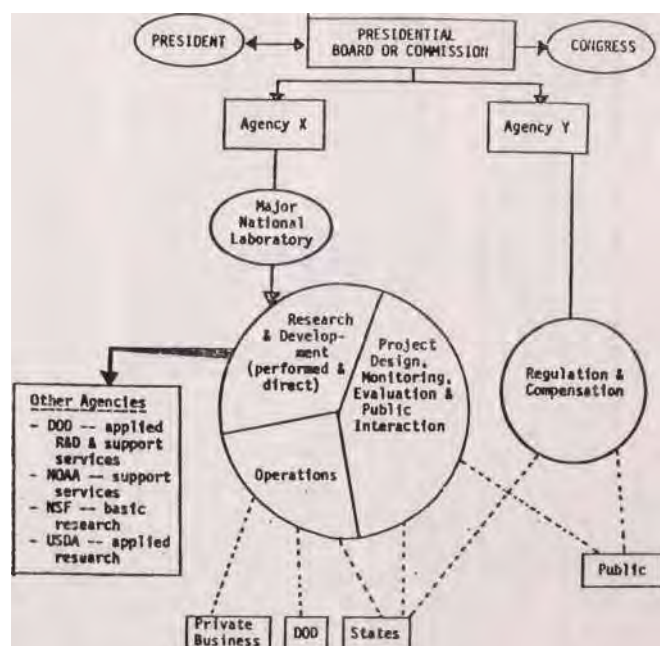 PRESIDENT
PRESIDENTIAL
BOARD OR COMMISSION
CONGRESS
Agency X
Agency Y
Major
National
Laboratory
Research
& Develop-
ment
(performed &
direct)
Project
Design,
Monitoring,
Evaluation &
Public
Interaction
Regulation &
Compensation
Operations
Other Agencies
- DOD -- applied
R&D & support
services
- NOAA -- support
services
- NSF -- basic
research
- USDA -- applied
research
Public
Private
Business
DOD
States